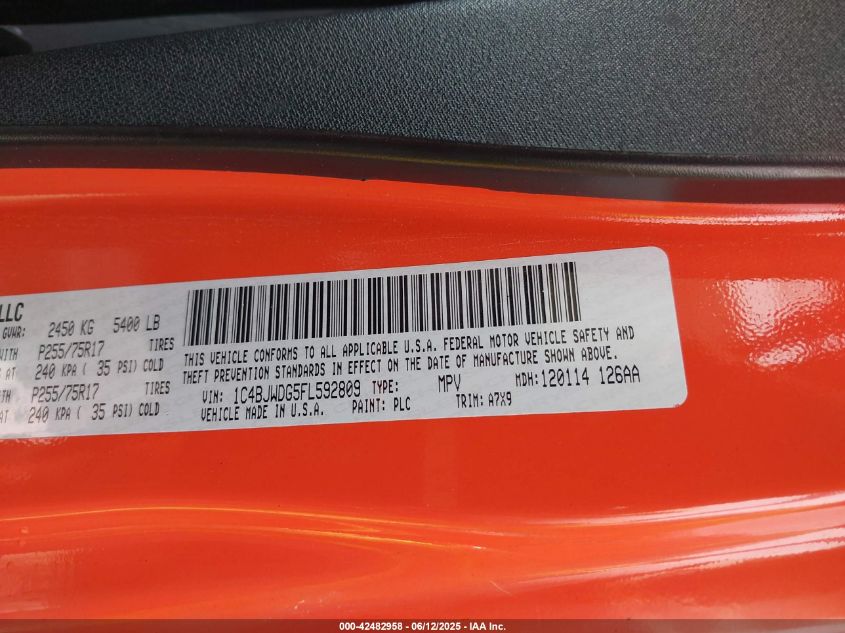 LLC
GVWR: 2450 KG 5400 LB
WITH P255/75R17 TIRES
AT 240 KPA ( 35 PSI) COLD
P255/75R17 TIRES
AT 240 KPA ( 35 PSI) COLD
THIS VEHICLE CONFORMS TO ALL APPLICABLE U.S.A. FEDERAL MOTOR VEHICLE SAFETY AND
THEFT PREVENTION STANDARDS IN EFFECT ON THE DATE OF MANUFACTURE SHOWN ABOVE.
VIN: 1C4BJWDG5FL592809 TYPE: MPV MDH:120114 126AA
VEHICLE MADE IN U.S.A. PAINT: PLC TRIM: A7X9
000-42482958 - 06/12/2025 - IAA Inc.